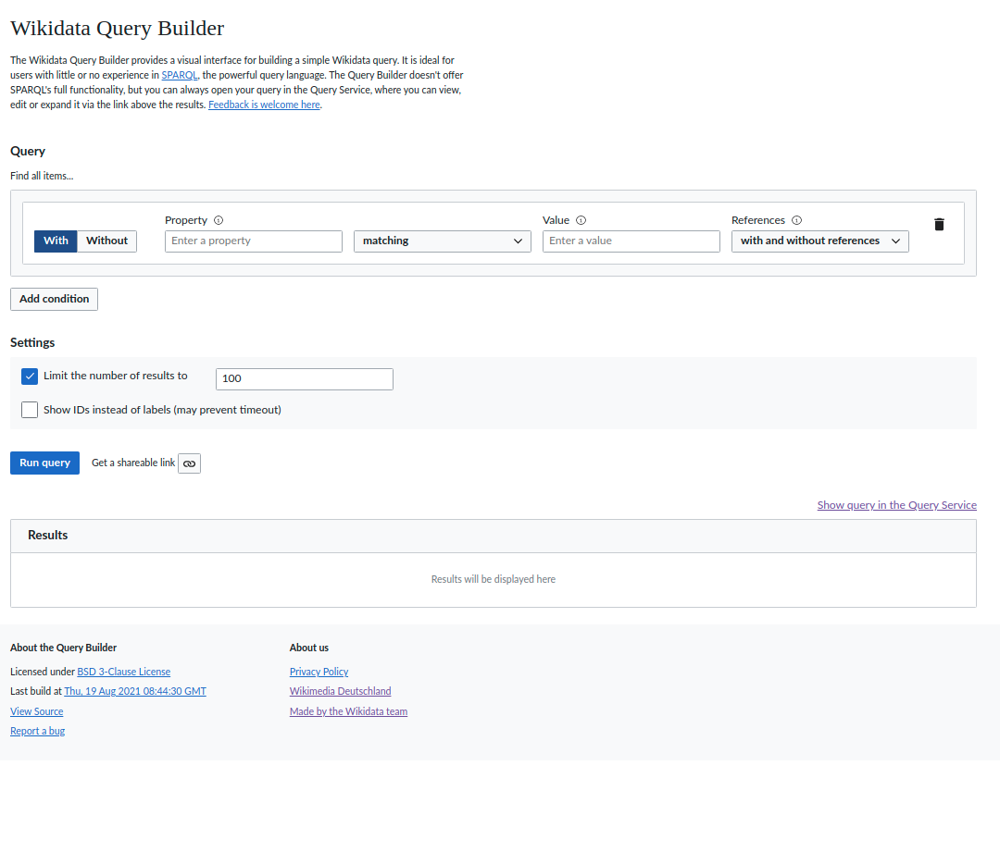 Wikidata Query Builder
The Wikidata Query Builder provides a visual interface for building a simple Wikidata query. It is ideal for
users with little or no experience in SPARQL, the powerful query language. The Query Builder doesn't offer
SPARQL's full functionality, but you can always open your query in the Query Service, where you can view,
edit or expand it via the link above the results. Feedback is welcome here.
Query
Find all items...
Property Value References
With Without Enter a property matching Enter a value with and without references
Add condition
Settings
Limit the number of results to 100
Show IDs instead of labels (may prevent timeout)
Run query Get a shareable link
Show query in the Query Service
Results
Results will be displayed here
About the Query Builder About us
Licensed under BSD 3-Clause License Privacy Policy
Last build at Thu, 19 Aug 2021 08:44:30 GMT Wikimedia Deutschland
View Source Made by the Wikidata team
Report a bug